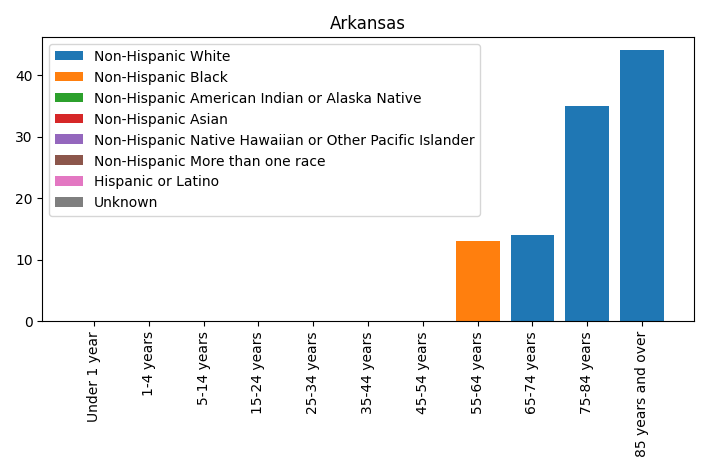 Arkansas
Non-Hispanic White
Non-Hispanic Black
Non-Hispanic American Indian or Alaska Native
Non-Hispanic Asian
Non-Hispanic Native Hawaiian or Other Pacific Islander
Non-Hispanic More than one race
Hispanic or Latino
Unknown
40
30
20
10
0
Under 1 year
1-4 years
5-14 years
15-24 years
25-34 years
35-44 years
45-54 years
55-64 years
65-74 years
75-84 years
85 years and over